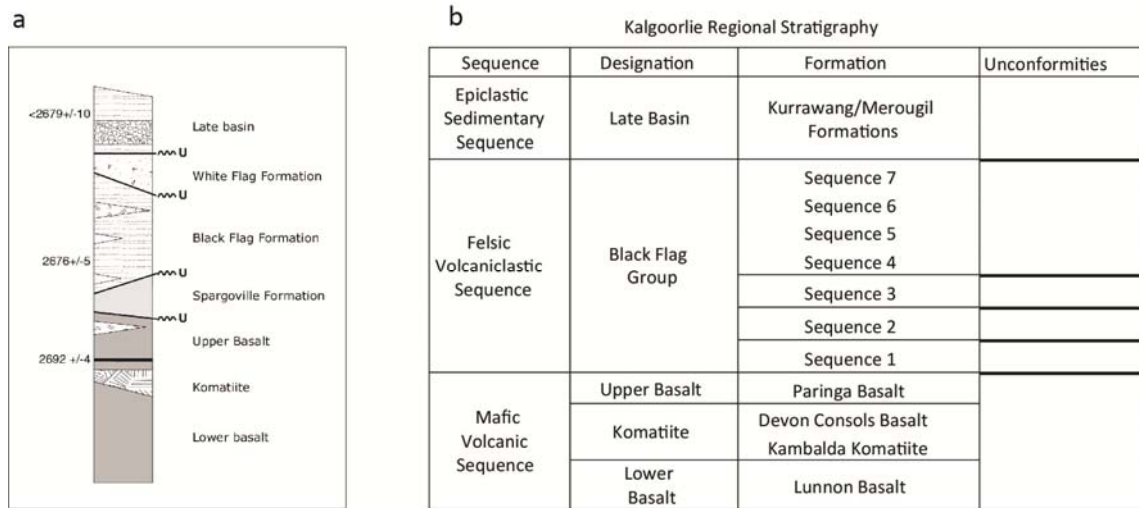 a
<2679+/-10
Late basin
U
White Flag Formation
U
Black Flag Formation
2676+/-5
U
Spargoville Formation
U
Upper Basalt
2692 +/-4
Komatiite
Lower basalt
b
Kalgoorlie Regional Stratigraphy
Sequence Designation Formation Unconformities
Epiclastic
Sedimentary
Sequence
Late Basin
Kurrawang/Merougil
Formations
Felsic
Volcaniclastic
Sequence
Black Flag
Group
Sequence 7
Sequence 6
Sequence 5
Sequence 4
Sequence 3
Sequence 2
Sequence 1
Mafic
Volcanic
Sequence
Upper Basalt
Paringa Basalt
Komatiite
Devon Consols Basalt
Kambalda Komatiite
Lower
Basalt
Lunnon Basalt